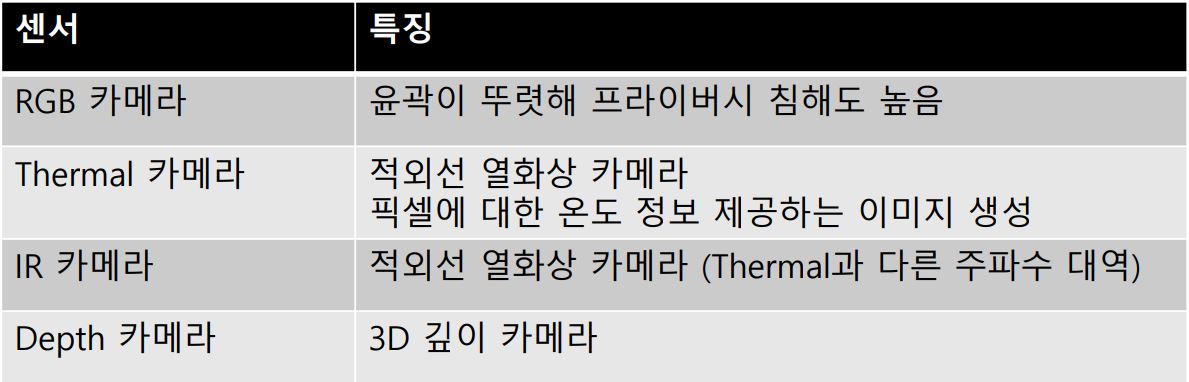 센서 특징
RGB 카메라 윤곽이 뚜렷해 프라이버시 침해도 높음
Thermal 카메라 적외선 열화상 카메라
픽셀에 대한 온도 정보 제공하는 이미지 생성
IR 카메라 적외선 열화상 카메라 (Thermal과 다른 주파수 대역)
Depth 카메라 3D 깊이 카메라